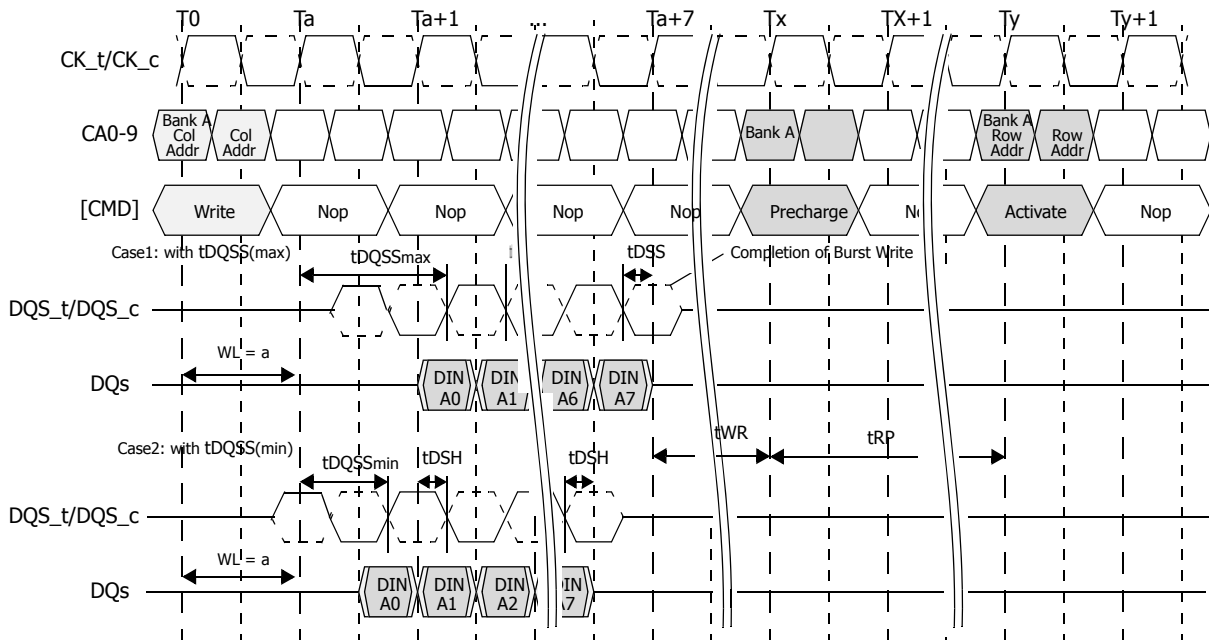 T0 Ta Ta+1 ... Ta+7 Tx TX+1 Ty Ty+1
CK_t/CK_c
CA0-9
Bank A Col Addr
Col Addr
Bank A
Bank A Row Addr
Row Addr
[CMD]
Write Nop Nop Nop Nop Precharge Activate Nop
Case1: with tDQSS(max)
tDQSSmax
tDSS
Completion of Burst Write
DQS_t/DQS_c
WL = a
DQs
DIN A0
DIN A1
DIN A6
DIN A7
Case2: with tDQSS(min)
tDQSSmin
tDSH
tDSH
tWR
tRP
DQS_t/DQS_c
WL = a
DQs
DIN A0
DIN A1
DIN A2
A7